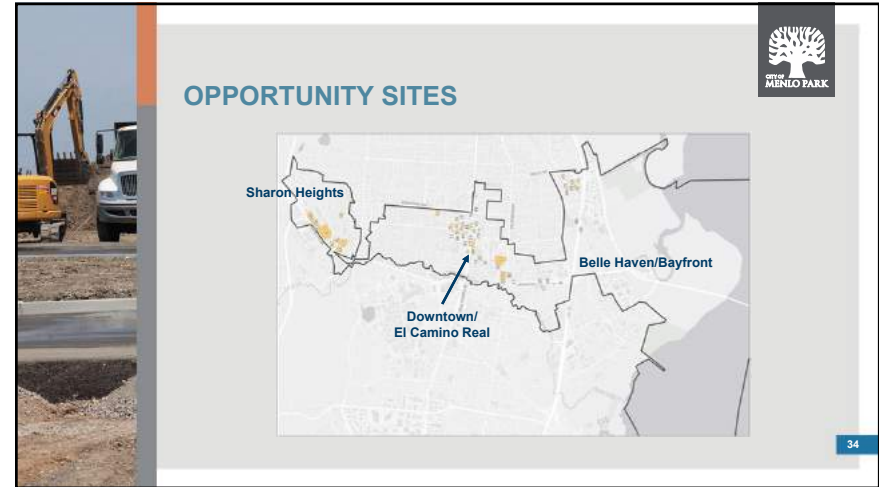 CITY OF
MENLO PARK
OPPORTUNITY SITES
Sharon Heights
Belle Haven/Bayfront
Downtown/
El Camino Real
34